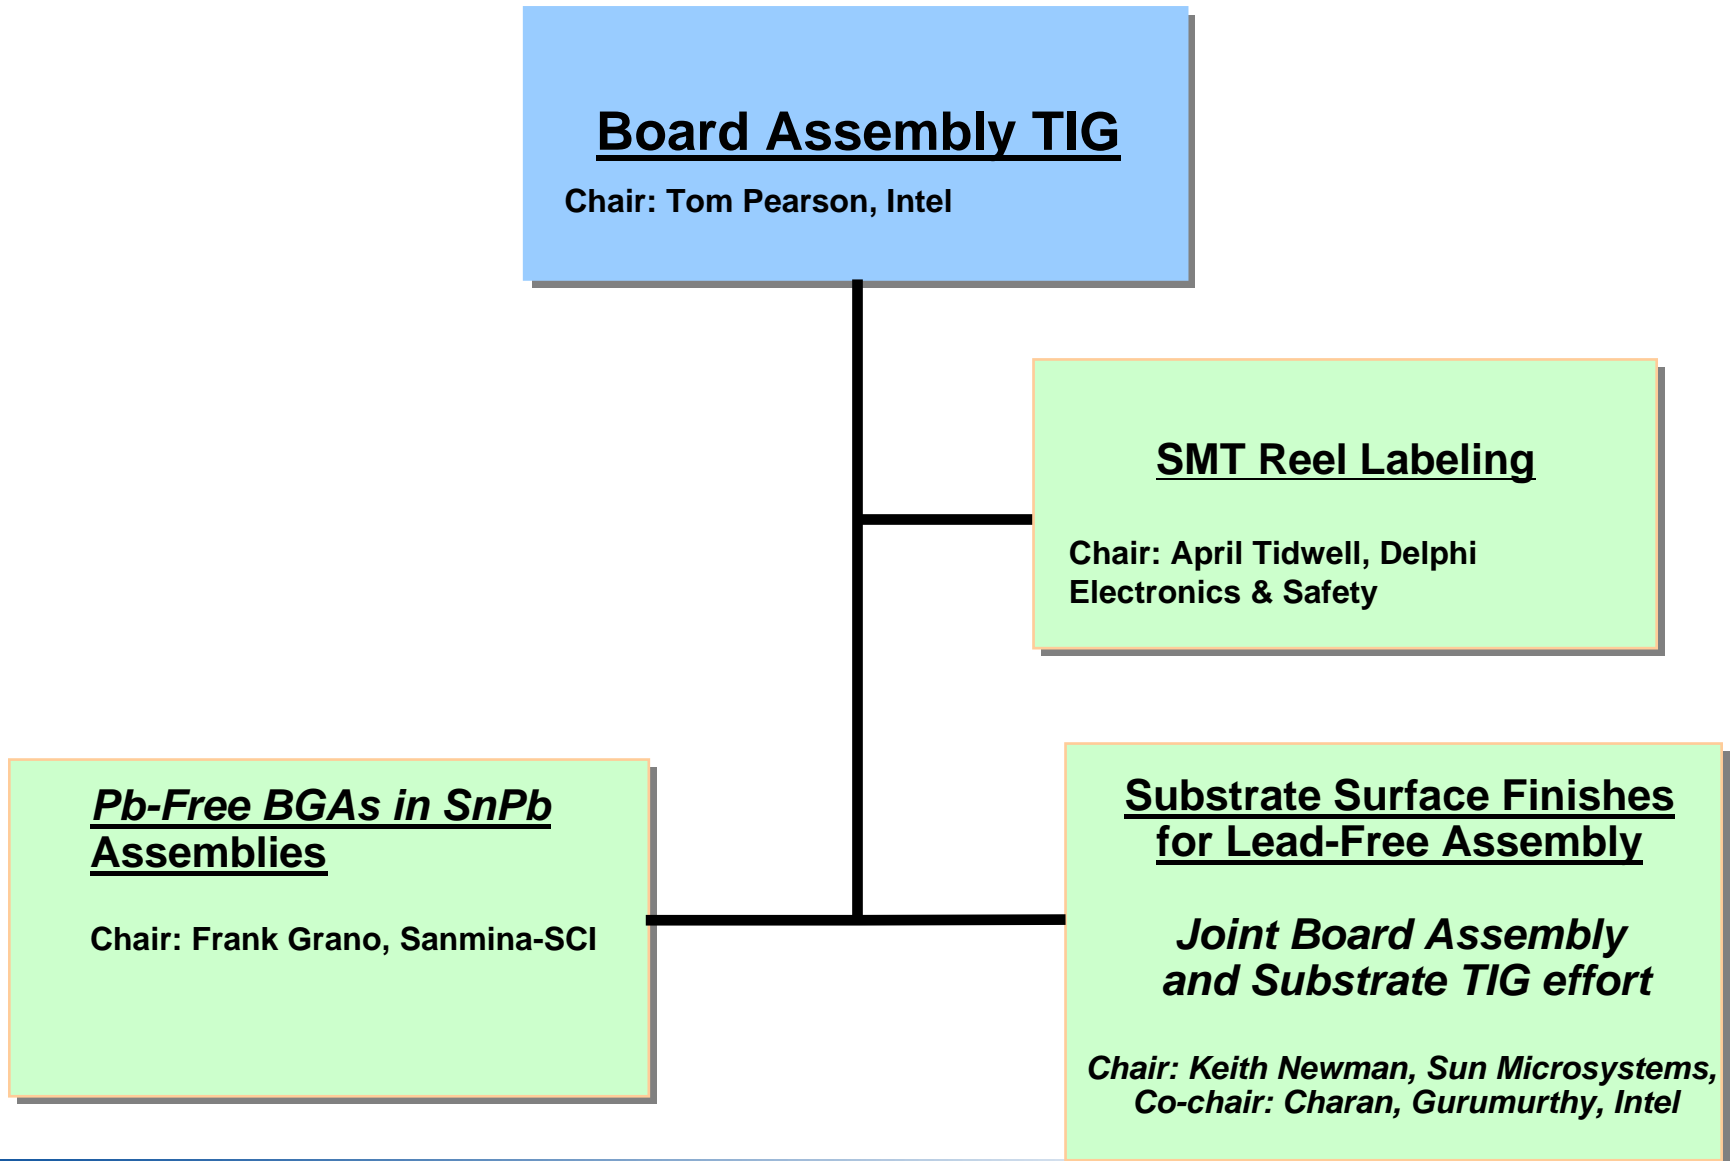 Board Assembly TIG
Chair: Tom Pearson, Intel
SMT Reel Labeling
Chair: April Tidwell, Delphi
Electronics & Safety
Pb-Free BGAs in SnPb
Assemblies
Chair: Frank Grano, Sanmina-SCI
Substrate Surface Finishes
for Lead-Free Assembly
Joint Board Assembly
and Substrate TIG effort
Chair: Keith Newman, Sun Microsystems,
Co-chair: Charan, Gurumurthy, Intel